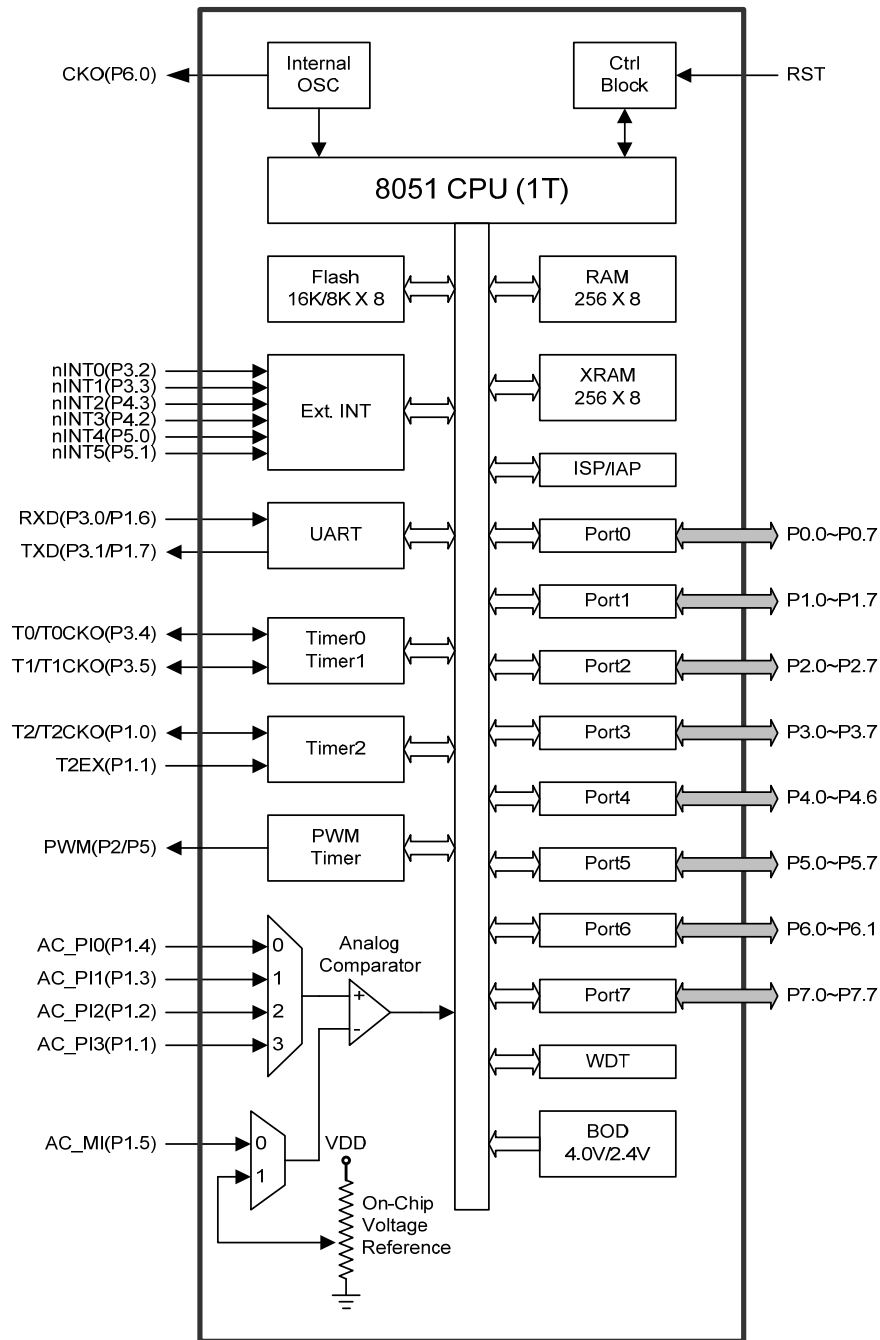 CKO(P6.0)
Internal
OSC
Ctrl
Block
RST
8051 CPU (1T)
Flash
16K/8K X 8
RAM
256 X 8
nINT0(P3.2)
nINT1(P3.3)
nINT2(P4.3)
nINT3(P4.2)
nINT4(P5.0)
nINT5(P5.1)
Ext. INT
XRAM
256 X 8
ISP/IAP
RXD(P3.0/P1.6)
TXD(P3.1/P1.7)
UART
Port0
P0.0~P0.7
Port1
P1.0~P1.7
T0/T0CKO(P3.4)
T1/T1CKO(P3.5)
Timer0
Timer1
Port2
P2.0~P2.7
T2/T2CKO(P1.0)
T2EX(P1.1)
Timer2
Port3
P3.0~P3.7
Port4
P4.0~P4.6
PWM(P2/P5)
PWM
Timer
Port5
P5.0~P5.7
AC_PI0(P1.4)
AC_PI1(P1.3)
AC_PI2(P1.2)
AC_PI3(P1.1)
0
1
2
3
Analog
Comparator
+
-
Port6
P6.0~P6.1
Port7
P7.0~P7.7
WDT
AC_MI(P1.5)
0
1
VDD
On-Chip
Voltage
Reference
BOD
4.0V/2.4V